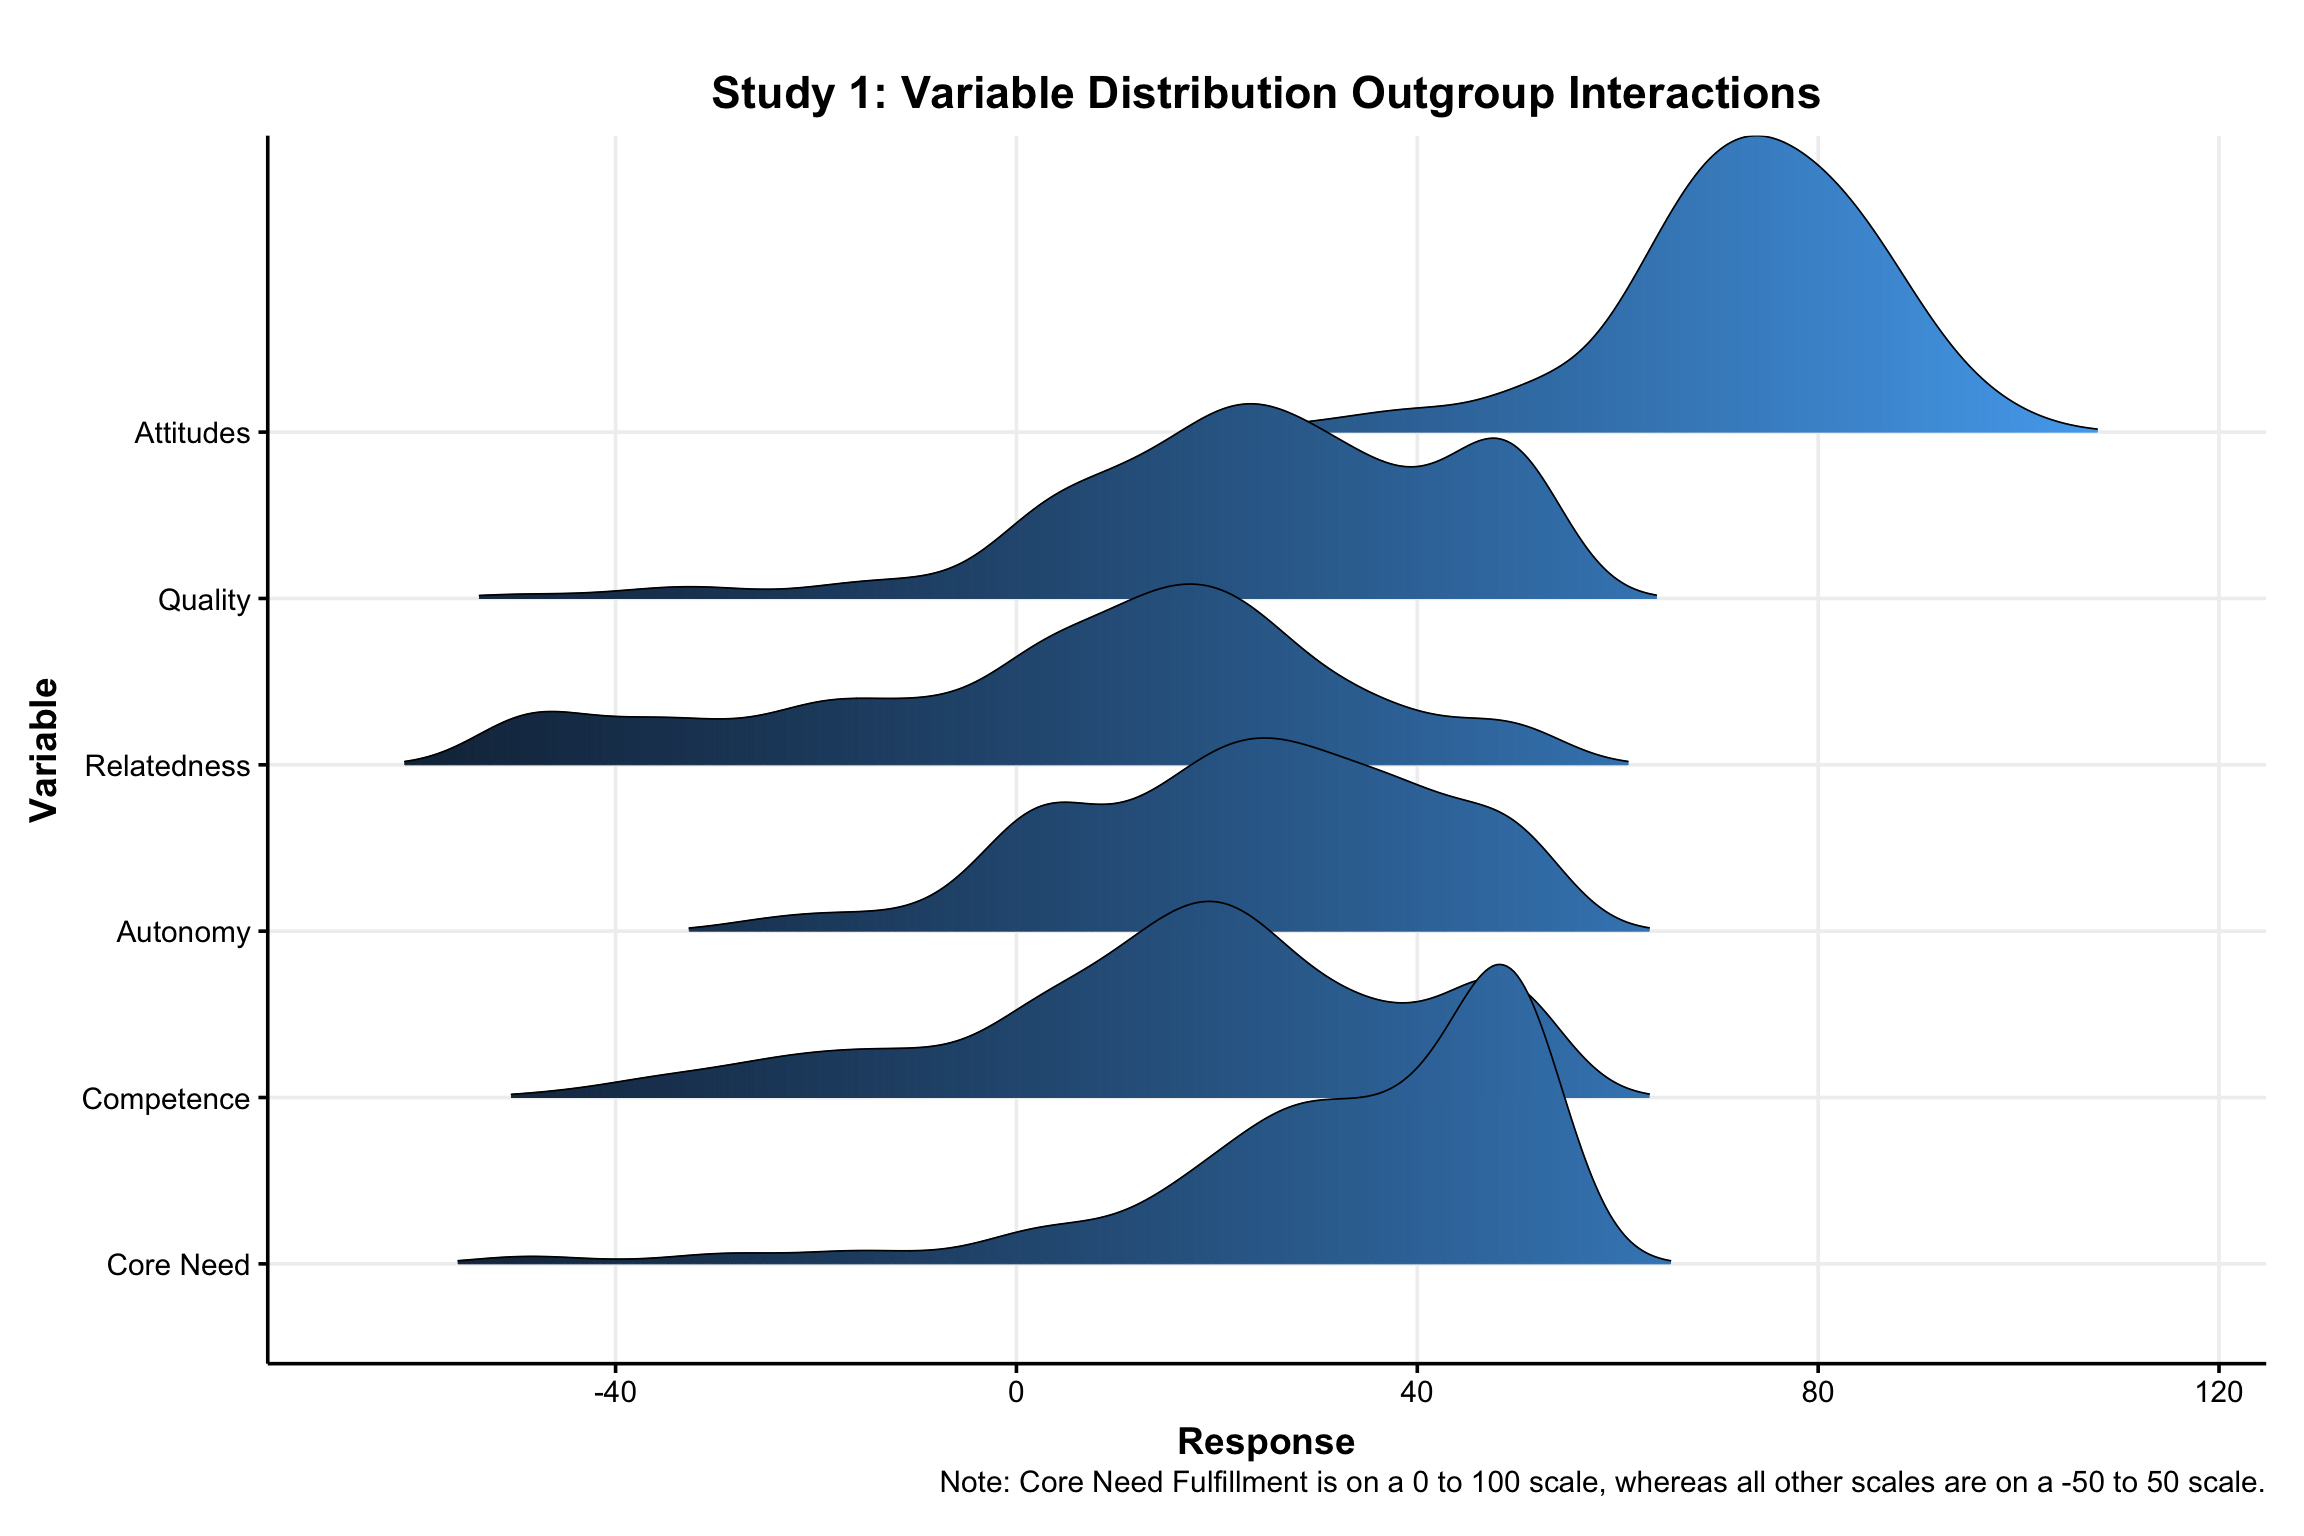 Study 1: Variable Distribution Outgroup Interactions
Variable
Attitudes
Quality
Relatedness
Autonomy
Competence
Core Need
-40 0 40 80 120
Response
Note: Core Need Fulfillment is on a 0 to 100 scale, whereas all other scales are on a -50 to 50 scale.